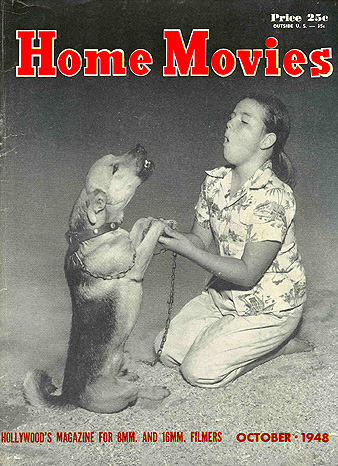 Price 25c
OUTSIDE U. S. — 35c
Home Movies
HOLLYWOOD'S MAGAZINE FOR 8MM. AND 16MM. FILMERS OCTOBER · 1948